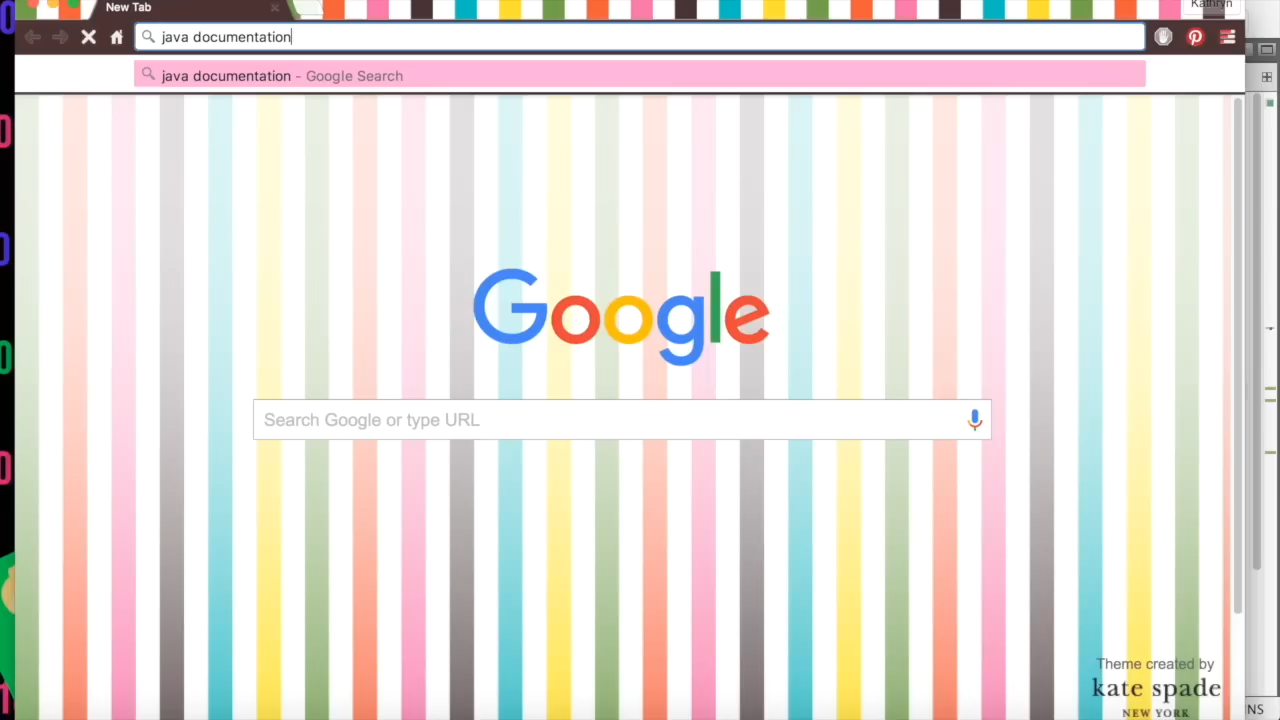 New Tab
Kathryn
java documentation
java documentation - Google Search
Google
Search Google or type URL
Theme created by
kate spade
NEW YORK
NS